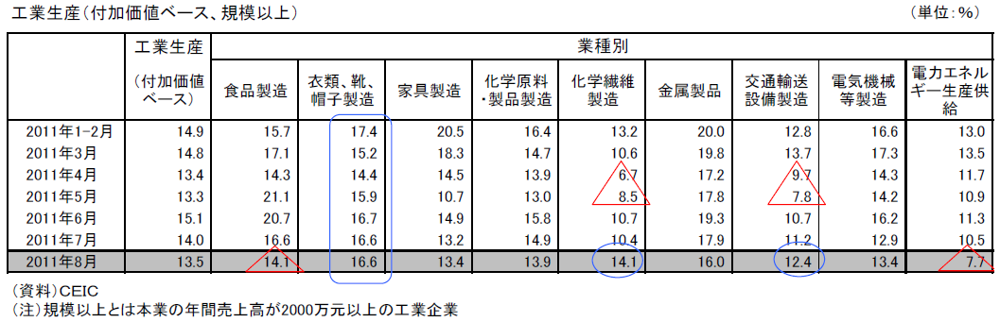 工業生産(付加価値ベース、規模以上) (単位:%)
工業生産 業種別
(付加価値ベース) 食品製造 衣類、靴、帽子製造 家具製造 化学原料・製品製造 化学繊維製造 金属製品 交通輸送設備製造 電気機械等製造 電力エネルギー生産供給
2011年1-2月 14.9 15.7 17.4 20.5 16.4 13.2 20.0 12.8 16.6 13.0
2011年3月 14.8 17.1 15.2 18.3 14.7 10.6 19.8 13.7 17.3 13.5
2011年4月 13.4 14.3 14.4 14.5 13.9 6.7 17.2 9.7 14.3 11.7
2011年5月 13.3 21.1 15.9 10.7 13.0 8.5 17.8 7.8 14.2 10.9
2011年6月 15.1 20.7 16.7 14.9 15.8 10.7 19.3 10.7 16.2 11.3
2011年7月 14.0 16.6 16.6 13.2 14.9 10.4 17.9 11.2 12.9 10.5
2011年8月 13.5 14.1 16.6 13.4 13.9 14.1 16.0 12.4 13.4 7.7
(資料)CEIC
(注)規模以上とは本業の年間売上高が2000万元以上の工業企業